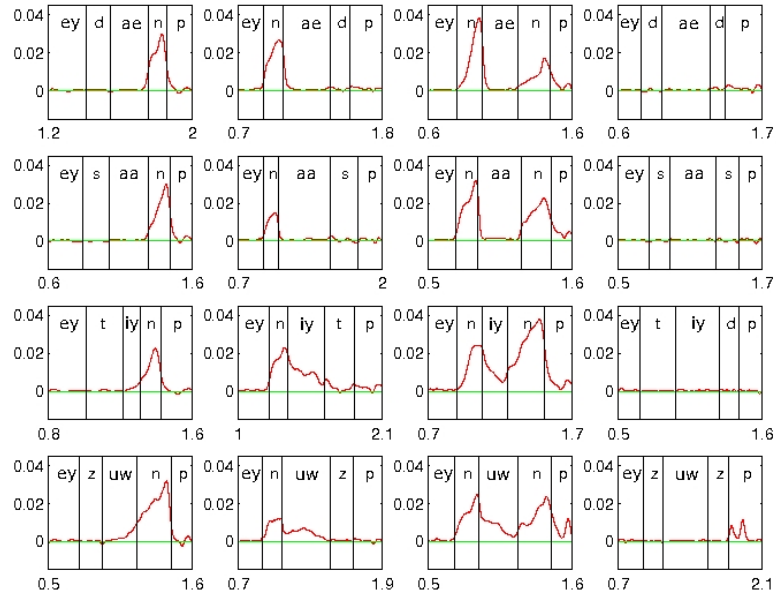 0.04 ey d ae n p 0.04 ey n ae d p 0.04 ey n ae n p 0.04 ey d ae d p
0.02 0.02 0.02 0.02
0 0 0 0
1.2 2 0.7 1.8 0.6 1.6 0.6 1.7
0.04 ey s aa n p 0.04 ey n aa s p 0.04 ey n aa n p 0.04 ey s aa s p
0.02 0.02 0.02 0.02
0 0 0 0
0.6 1.6 0.7 2 0.5 1.6 0.5 1.7
0.04 ey t iy n p 0.04 ey n iy t p 0.04 ey n iy n p 0.04 ey t iy d p
0.02 0.02 0.02 0.02
0 0 0 0
0.8 1.6 1 2.1 0.7 1.7 0.5 1.6
0.04 ey z uw n p 0.04 ey n uw z p 0.04 ey n uw n p 0.04 ey z uw z p
0.02 0.02 0.02 0.02
0 0 0 0
0.5 1.6 0.7 1.9 0.5 1.6 0.7 2.1